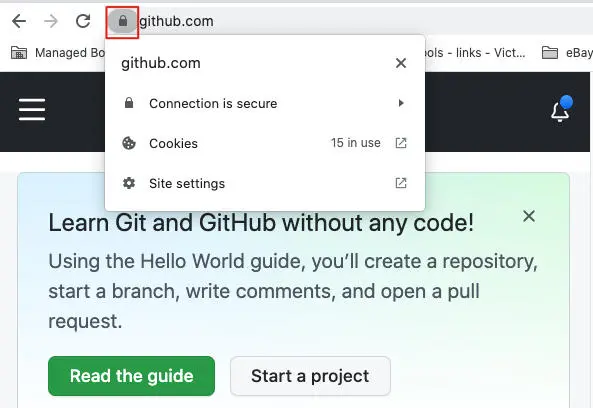 github.com
Managed Bo
ols - links - Vict...
eBay
github.com
Connection is secure
Cookies 15 in use
Site settings
Learn Git and GitHub without any code!
Using the Hello World guide, you’ll create a repository,
start a branch, write comments, and open a pull
request.
Read the guide Start a project